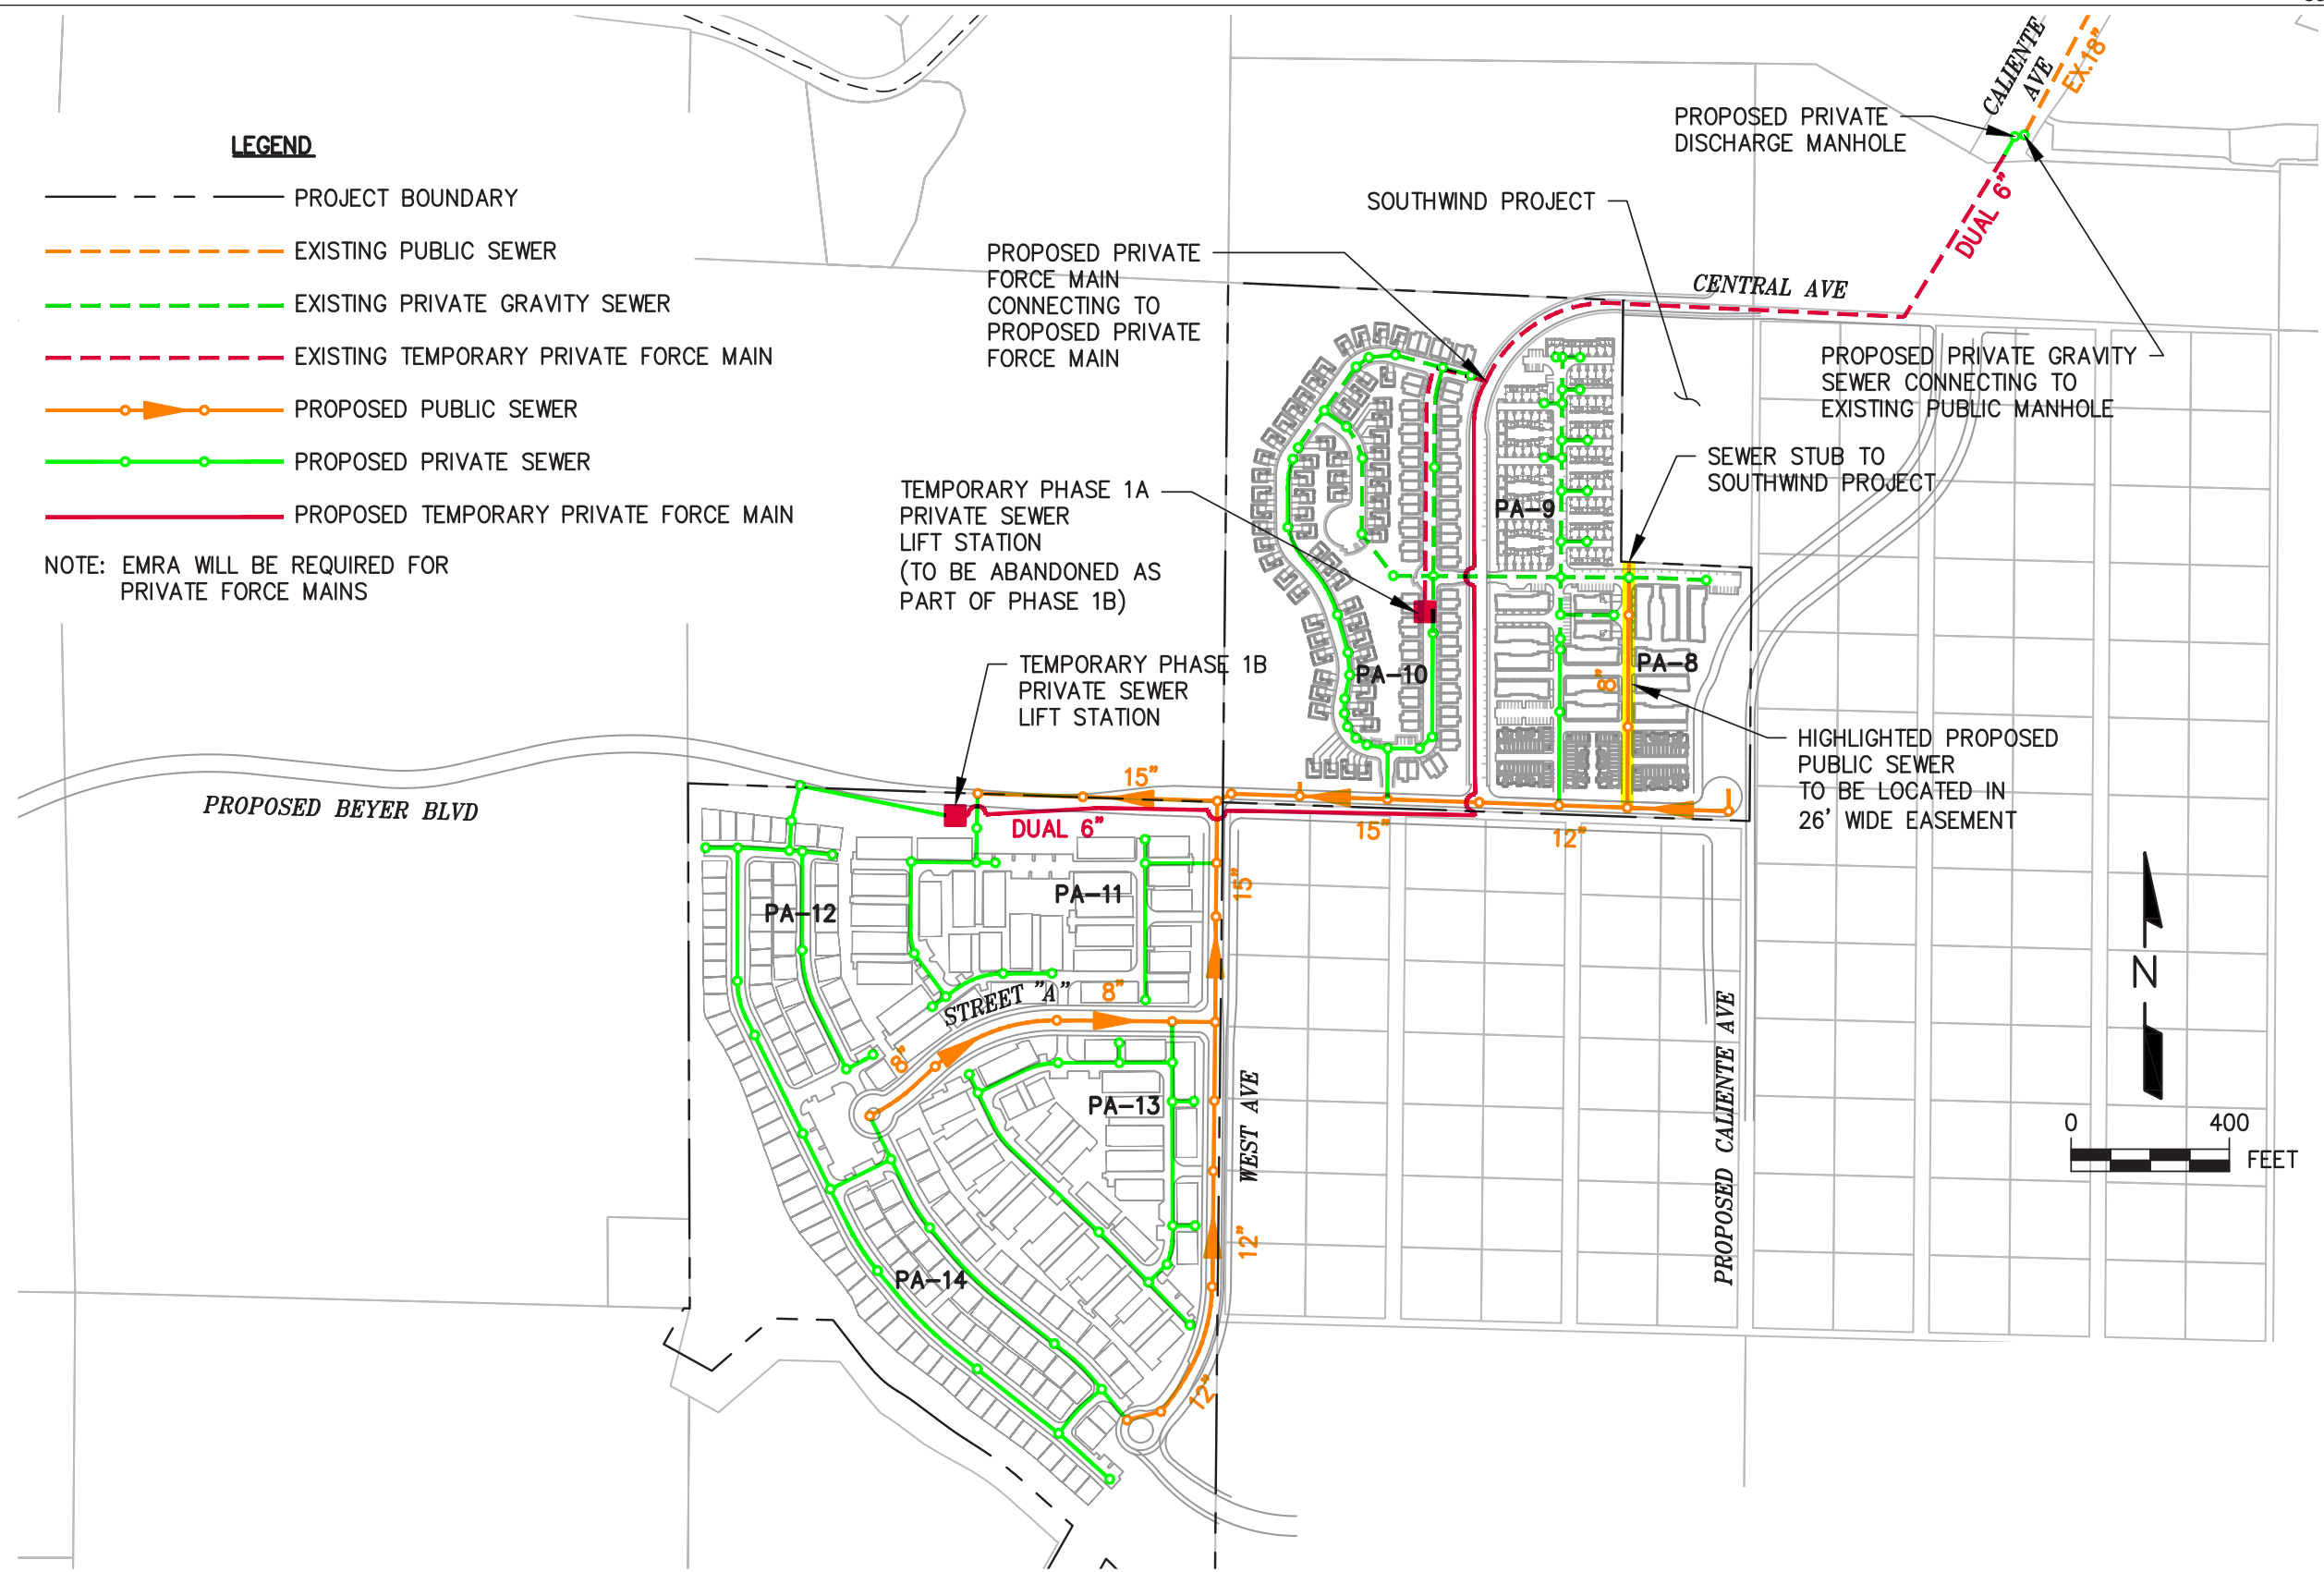 LEGEND
PROJECT BOUNDARY
EXISTING PUBLIC SEWER
EXISTING PRIVATE GRAVITY SEWER
EXISTING TEMPORARY PRIVATE FORCE MAIN
PROPOSED PUBLIC SEWER
PROPOSED PRIVATE SEWER
PROPOSED TEMPORARY PRIVATE FORCE MAIN
NOTE: EMRA WILL BE REQUIRED FOR
PRIVATE FORCE MAINS
CALIENTE
AVE
EX.18"
PROPOSED PRIVATE
DISCHARGE MANHOLE
DUAL 6"
SOUTHWIND PROJECT
PROPOSED PRIVATE
FORCE MAIN
CONNECTING TO
PROPOSED PRIVATE
FORCE MAIN
CENTRAL AVE
PROPOSED PRIVATE GRAVITY
SEWER CONNECTING TO
EXISTING PUBLIC MANHOLE
SEWER STUB TO
SOUTHWIND PROJECT
TEMPORARY PHASE 1A
PRIVATE SEWER
LIFT STATION
(TO BE ABANDONED AS
PART OF PHASE 1B)
PA-9
TEMPORARY PHASE 1B
PRIVATE SEWER
LIFT STATION
PA-10
PA-8
8"
HIGHLIGHTED PROPOSED
PUBLIC SEWER
TO BE LOCATED IN
26' WIDE EASEMENT
PROPOSED BEYER BLVD
15"
DUAL 6"
15"
12"
15"
PA-11
PA-12
STREET "A"
8"
8"
PA-13
WEST AVE
PROPOSED CALIENTE AVE
12"
PA-14
12"
N
0 400
FEET